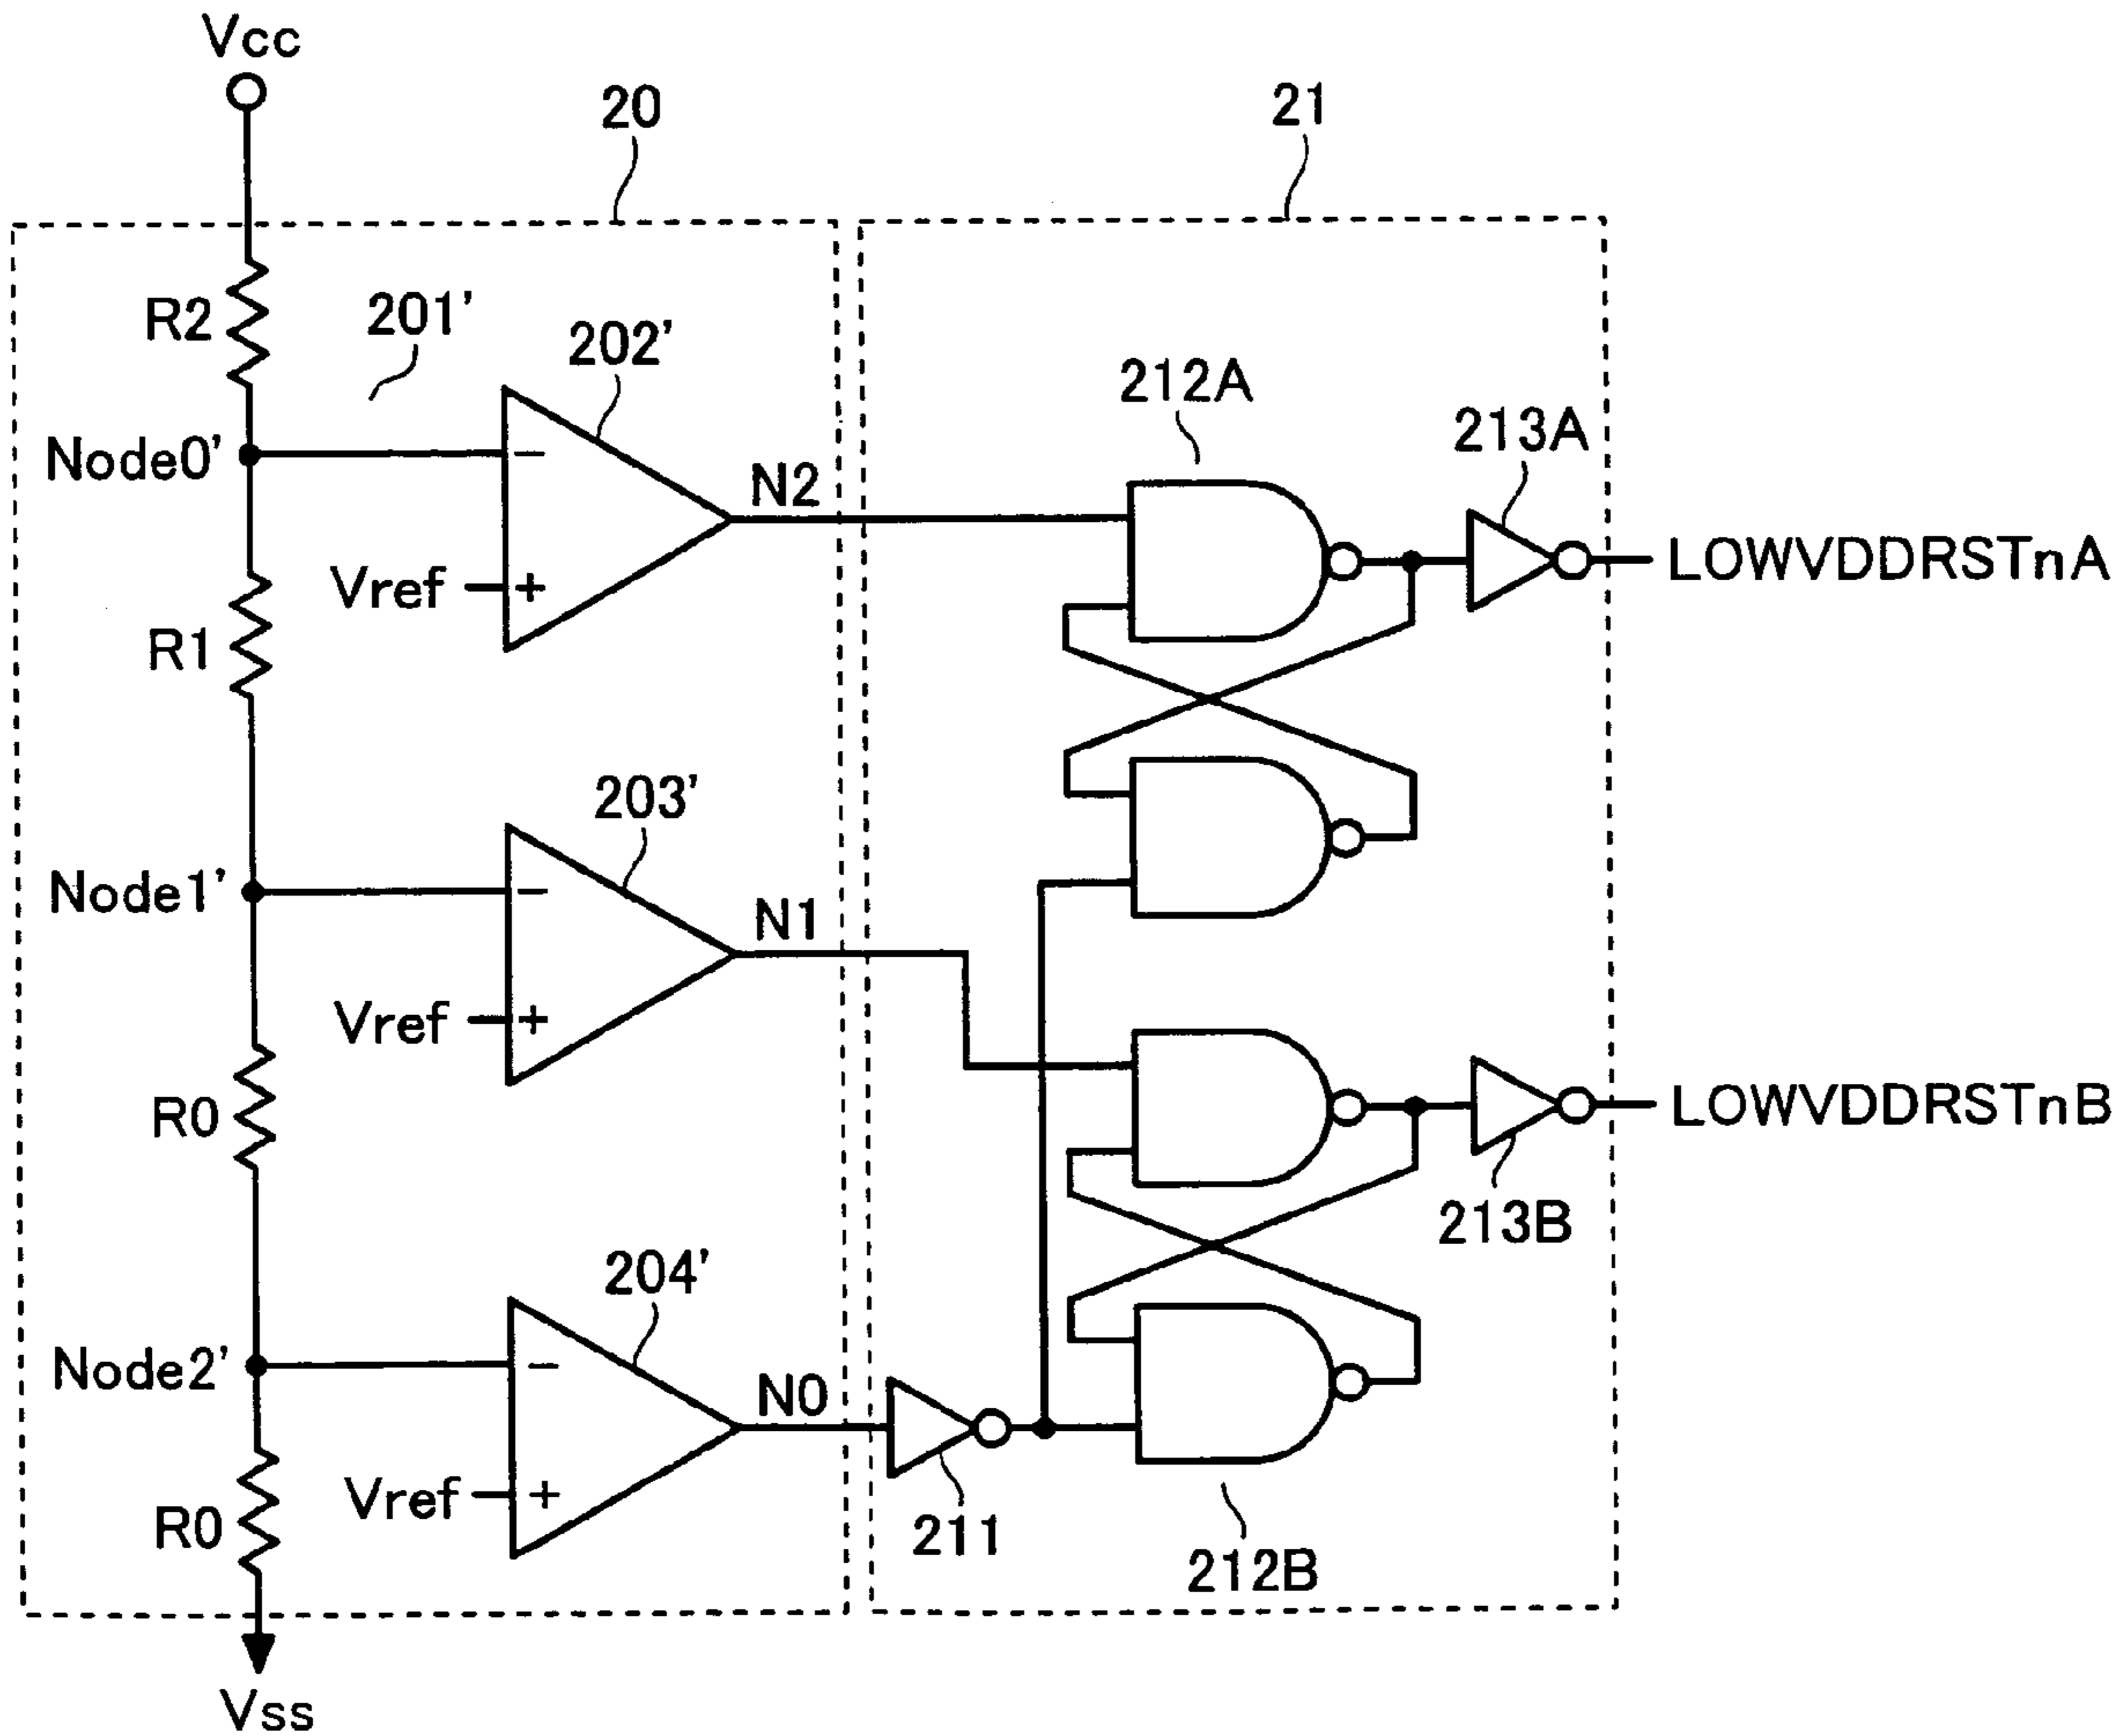 Vcc
20
21
R2
201'
202'
212A
213A
Node0'
−
N2
Vref
+
LOWVDDRSTnA
R1
203'
Node1'
−
N1
Vref
+
R0
LOWVDDRSTnB
213B
204'
Node2'
−
N0
Vref
+
R0
211
212B
Vss